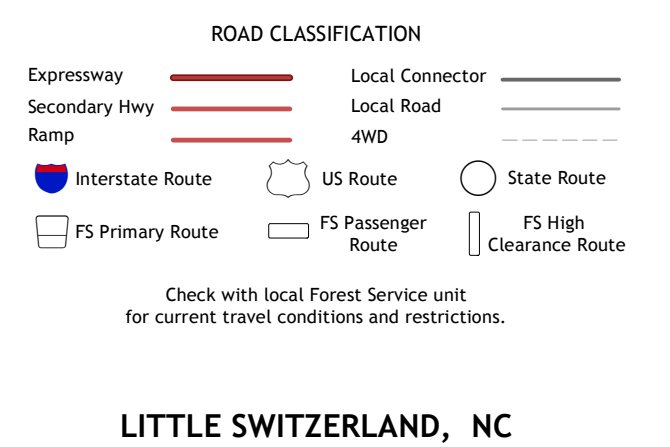 ROAD CLASSIFICATION
Expressway
Local Connector
Secondary Hwy
Local Road
Ramp
4WD
Interstate Route
US Route
State Route
FS Primary Route
FS Passenger
Route
FS High
Clearance Route
Check with local Forest Service unit
for current travel conditions and restrictions.
LITTLE SWITZERLAND, NC